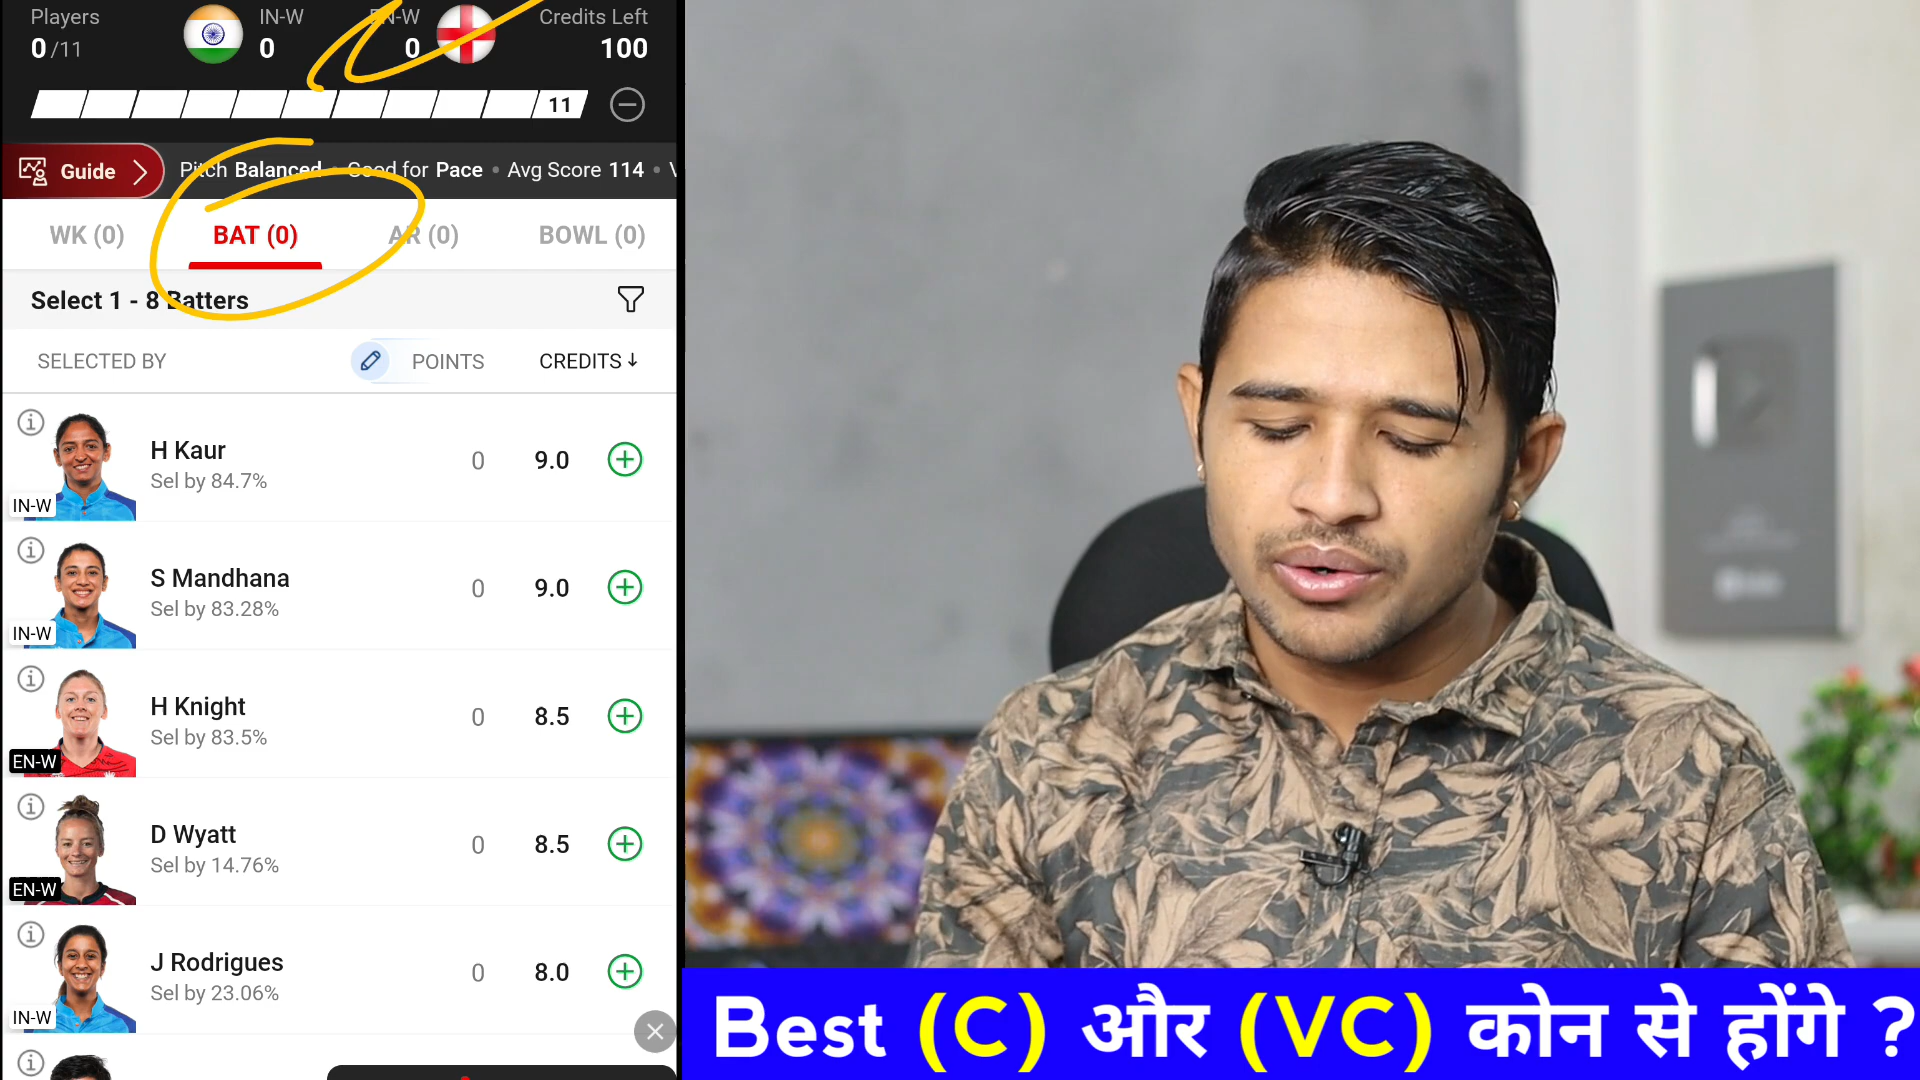 Players IN-W EN-W Credits Left
0/11 0 0 100
11
Guide Pitch Balanced • Good for Pace • Avg Score 114 • V
WK (0) BAT (0) AR (0) BOWL (0)
Select 1 - 8 Batters
SELECTED BY POINTS CREDITS↓
H Kaur 0 9.0
Sel by 84.7%
IN-W
S Mandhana 0 9.0
Sel by 83.28%
IN-W
H Knight 0 8.5
Sel by 83.5%
EN-W
D Wyatt 0 8.5
Sel by 14.76%
EN-W
J Rodrigues 0 8.0
Sel by 23.06%
IN-W
Best (C) और (VC) कोन से होंगे ?